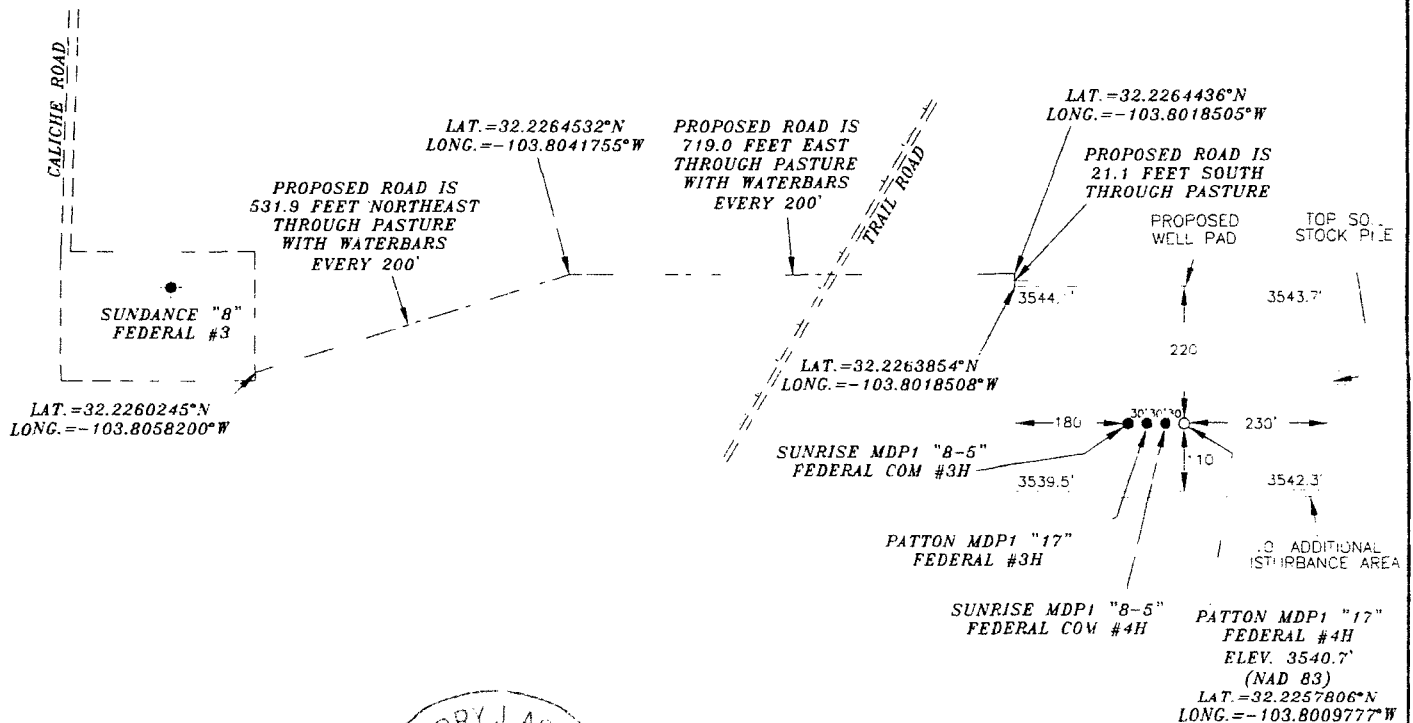 CALICHE ROAD
SUNDANCE "8"
FEDERAL #3
LAT.=32.2260245°N
LONG.=-103.8058200°W
PROPOSED ROAD IS
531.9 FEET NORTHEAST
THROUGH PASTURE
WITH WATERBARS
EVERY 200'
LAT.=32.2264532°N
LONG.=-103.8041755°W
PROPOSED ROAD IS
719.0 FEET EAST
THROUGH PASTURE
WITH WATERBARS
EVERY 200'
TRAIL ROAD
LAT.=32.2264436°N
LONG.=-103.8018505°W
PROPOSED ROAD IS
21.1 FEET SOUTH
THROUGH PASTURE
LAT.=32.2263854°N
LONG.=-103.8018508°W
PROPOSED
WELL PAD
TOP
STOCK
3543.7'
220
180
30'30'30'
230'
3539.5'
3542.3'
SUNRISE MDP1 "8-5"
FEDERAL COM #3H
PATTON MDP1 "17"
FEDERAL #3H
SUNRISE MDP1 "8-5"
FEDERAL COM #4H
ADDITIONAL
AREA
PATTON MDP1 "17"
FEDERAL #4H
ELEV. 3540.7'
(NAD 83)
LAT.=32.2257806°N
LONG.=-103.8009777°W